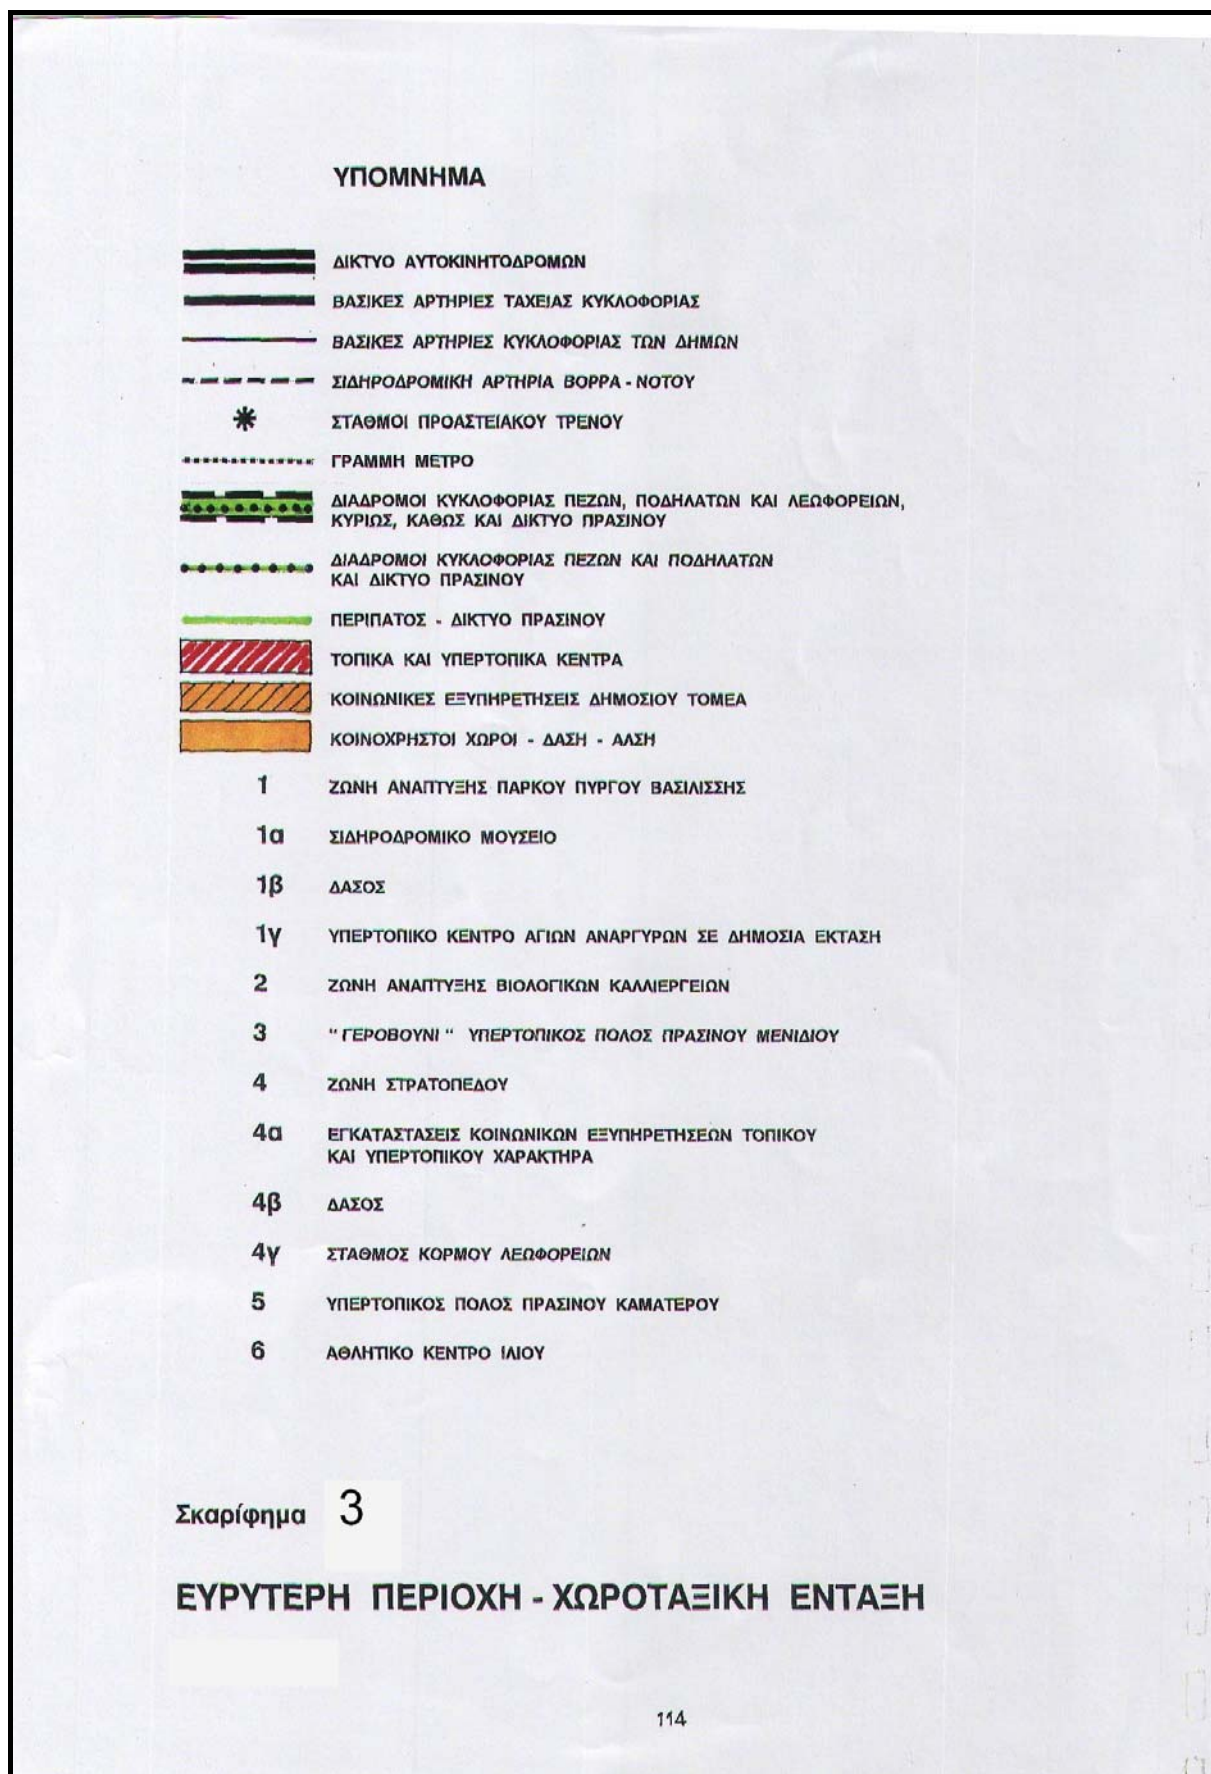 ΥΠΟΜΝΗΜΑ
ΔΙΚΤΥΟ ΑΥΤΟΚΙΝΗΤΟΔΡΟΜΩΝ
ΒΑΣΙΚΕΣ ΑΡΤΗΡΙΕΣ ΤΑΧΕΙΑΣ ΚΥΚΛΟΦΟΡΙΑΣ
ΒΑΣΙΚΕΣ ΑΡΤΗΡΙΕΣ ΚΥΚΛΟΦΟΡΙΑΣ ΤΩΝ ΔΗΜΩΝ
ΣΙΔΗΡΟΔΡΟΜΙΚΗ ΑΡΤΗΡΙΑ ΒΟΡΡΑ - ΝΟΤΟΥ
ΣΤΑΘΜΟΙ ΠΡΟΑΣΤΕΙΑΚΟΥ ΤΡΕΝΟΥ
ΓΡΑΜΜΗ ΜΕΤΡΟ
ΔΙΑΔΡΟΜΟΙ ΚΥΚΛΟΦΟΡΙΑΣ ΠΕΖΩΝ, ΠΟΔΗΛΑΤΩΝ ΚΑΙ ΛΕΩΦΟΡΕΙΩΝ,
ΚΥΡΙΩΣ, ΚΑΘΩΣ ΚΑΙ ΔΙΚΤΥΟ ΠΡΑΣΙΝΟΥ
ΔΙΑΔΡΟΜΟΙ ΚΥΚΛΟΦΟΡΙΑΣ ΠΕΖΩΝ ΚΑΙ ΠΟΔΗΛΑΤΩΝ
ΚΑΙ ΔΙΚΤΥΟ ΠΡΑΣΙΝΟΥ
ΠΕΡΙΠΑΤΟΣ - ΔΙΚΤΥΟ ΠΡΑΣΙΝΟΥ
ΤΟΠΙΚΑ ΚΑΙ ΥΠΕΡΤΟΠΙΚΑ ΚΕΝΤΡΑ
ΚΟΙΝΩΝΙΚΕΣ ΕΞΥΠΗΡΕΤΗΣΕΙΣ ΔΗΜΟΣΙΟΥ ΤΟΜΕΑ
ΚΟΙΝΟΧΡΗΣΤΟΙ ΧΩΡΟΙ - ΔΑΣΗ - ΑΛΣΗ
1 ΖΩΝΗ ΑΝΑΠΤΥΞΗΣ ΠΑΡΚΟΥ ΠΥΡΓΟΥ ΒΑΣΙΛΙΣΣΗΣ
1α ΣΙΔΗΡΟΔΡΟΜΙΚΟ ΜΟΥΣΕΙΟ
1β ΔΑΣΟΣ
1γ ΥΠΕΡΤΟΠΙΚΟ ΚΕΝΤΡΟ ΑΓΙΩΝ ΑΝΑΡΓΥΡΩΝ ΣΕ ΔΗΜΟΣΙΑ ΕΚΤΑΣΗ
2 ΖΩΝΗ ΑΝΑΠΤΥΞΗΣ ΒΙΟΛΟΓΙΚΩΝ ΚΑΛΛΙΕΡΓΕΙΩΝ
3 " ΓΕΡΟΒΟΥΝΙ " ΥΠΕΡΤΟΠΙΚΟΣ ΠΟΛΟΣ ΠΡΑΣΙΝΟΥ ΜΕΝΙΔΙΟΥ
4 ΖΩΝΗ ΣΤΡΑΤΟΠΕΔΟΥ
4α ΕΓΚΑΤΑΣΤΑΣΕΙΣ ΚΟΙΝΩΝΙΚΩΝ ΕΞΥΠΗΡΕΤΗΣΕΩΝ ΤΟΠΙΚΟΥ
ΚΑΙ ΥΠΕΡΤΟΠΙΚΟΥ ΧΑΡΑΚΤΗΡΑ
4β ΔΑΣΟΣ
4γ ΣΤΑΘΜΟΣ ΚΟΡΜΟΥ ΛΕΩΦΟΡΕΙΩΝ
5 ΥΠΕΡΤΟΠΙΚΟΣ ΠΟΛΟΣ ΠΡΑΣΙΝΟΥ ΚΑΜΑΤΕΡΟΥ
6 ΑΘΛΗΤΙΚΟ ΚΕΝΤΡΟ ΙΛΙΟΥ
Σκαρίφημα 3
ΕΥΡΥΤΕΡΗ ΠΕΡΙΟΧΗ - ΧΩΡΟΤΑΞΙΚΗ ΕΝΤΑΞΗ
114